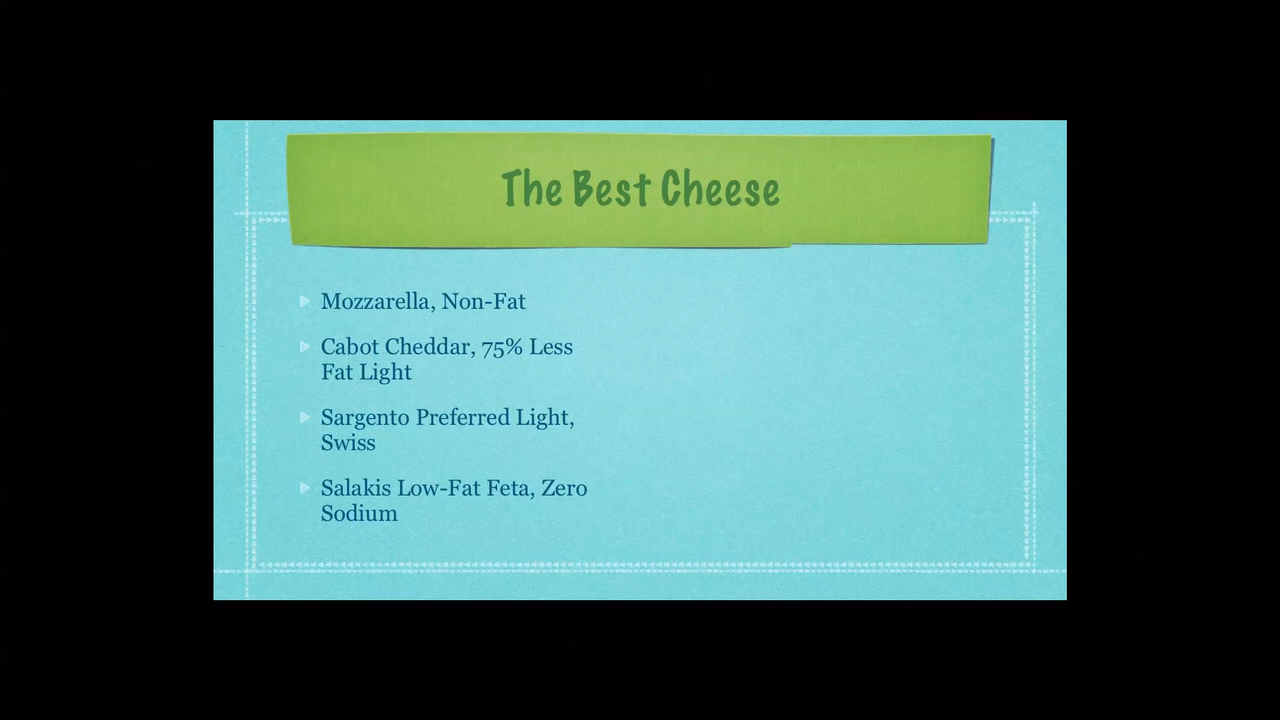 The Best Cheese
Mozzarella, Non-Fat
Cabot Cheddar, 75% Less
Fat Light
Sargento Preferred Light,
Swiss
Salakis Low-Fat Feta, Zero
Sodium